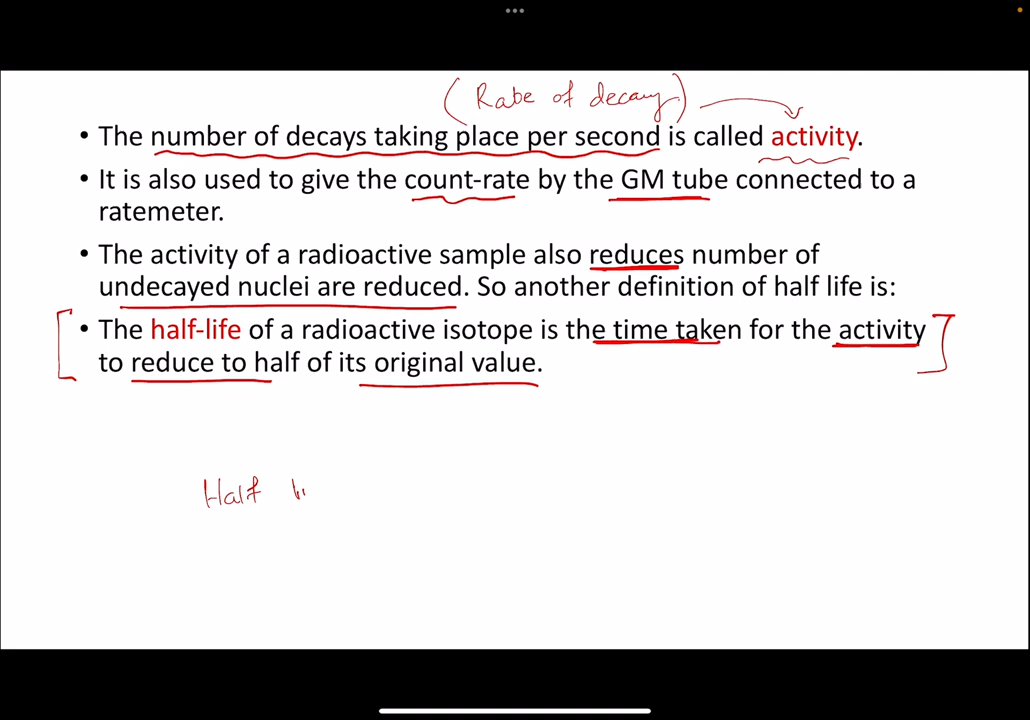 (Rate of decay)
• The number of decays taking place per second is called activity.
• It is also used to give the count-rate by the GM tube connected to a
ratemeter.
• The activity of a radioactive sample also reduces number of
undecayed nuclei are reduced. So another definition of half life is:
• The half-life of a radioactive isotope is the time taken for the activity
to reduce to half of its original value.
Half